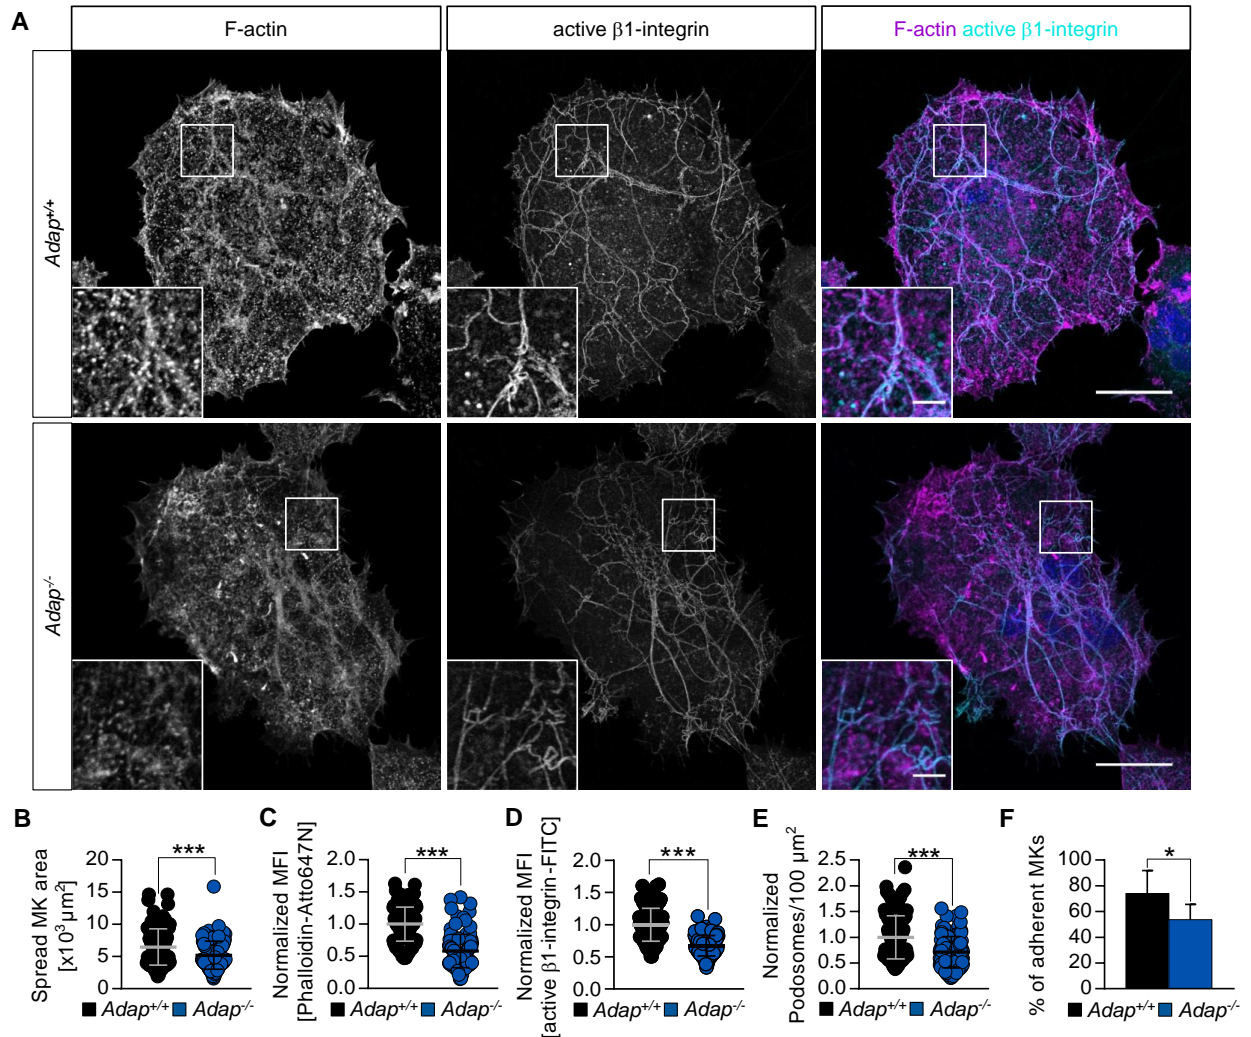 A
F-actin
active β1-integrin
F-actin active β1-integrin
Adap+/+
Adap-/-
B
Spread MK area
[x10³ µm²]
20
15
10
5
0
***
Adap+/+ Adap-/-
C
Normalized MFI
[Phalloidin-Atto647N]
2.0
1.5
1.0
0.5
0.0
***
Adap+/+ Adap-/-
D
Normalized MFI
[active β1-integrin-FITC]
2.0
1.5
1.0
0.5
0.0
***
Adap+/+ Adap-/-
E
Normalized
Podosomes/100 µm²
2.5
2.0
1.5
1.0
0.5
0.0
***
Adap+/+ Adap-/-
F
% of adherent MKs
100
80
60
40
20
0
*
Adap+/+ Adap-/-